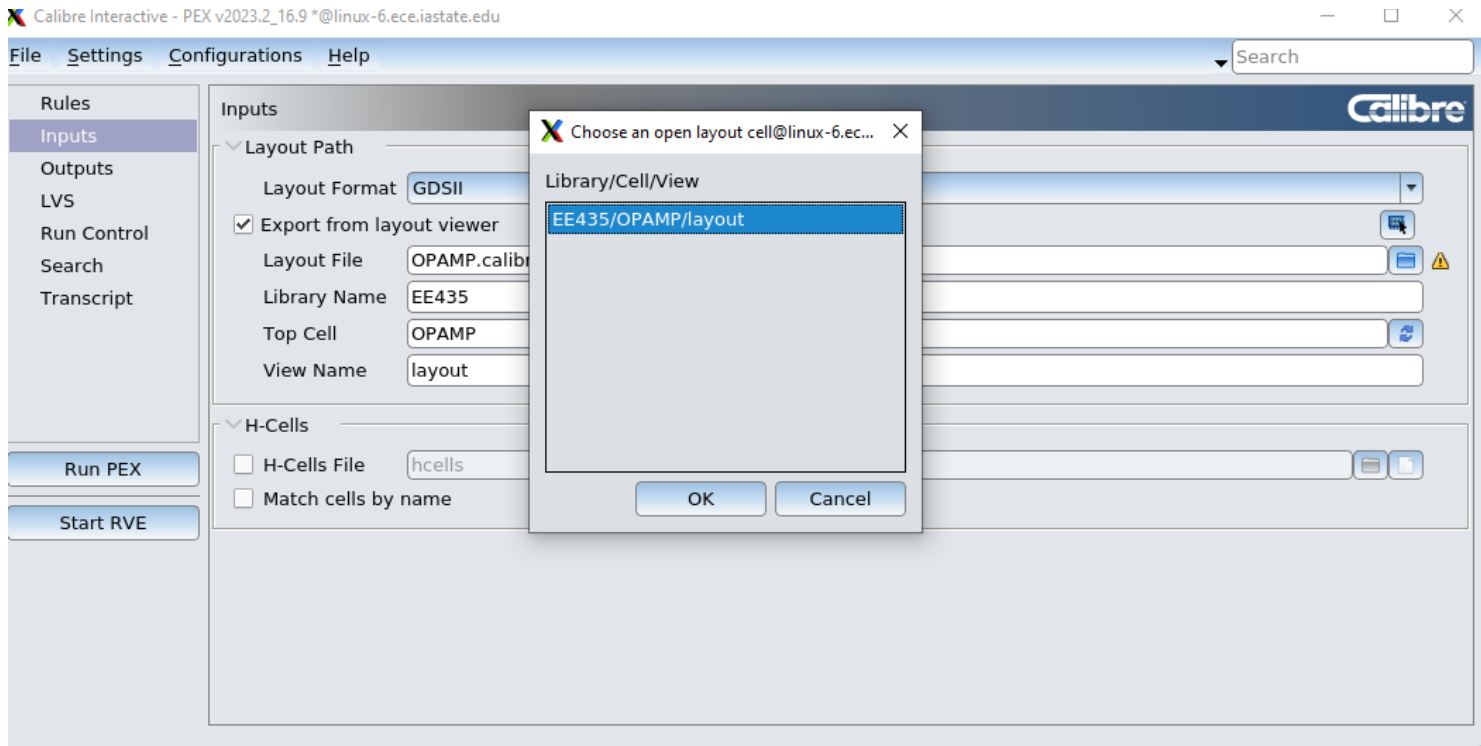 Calibre Interactive - PEX v2023.2_16.9 *@linux-6.ece.iastate.edu
File Settings Configurations Help
Search
Rules
Inputs
Outputs
LVS
Run Control
Search
Transcript
Run PEX
Start RVE
Inputs
Calibre
Layout Path
Layout Format GDSII
Export from layout viewer
Layout File OPAMP.calibr
Library Name EE435
Top Cell OPAMP
View Name layout
H-Cells
H-Cells File hcells
Match cells by name
Choose an open layout cell@linux-6.ec...
Library/Cell/View
EE435/OPAMP/layout
OK Cancel